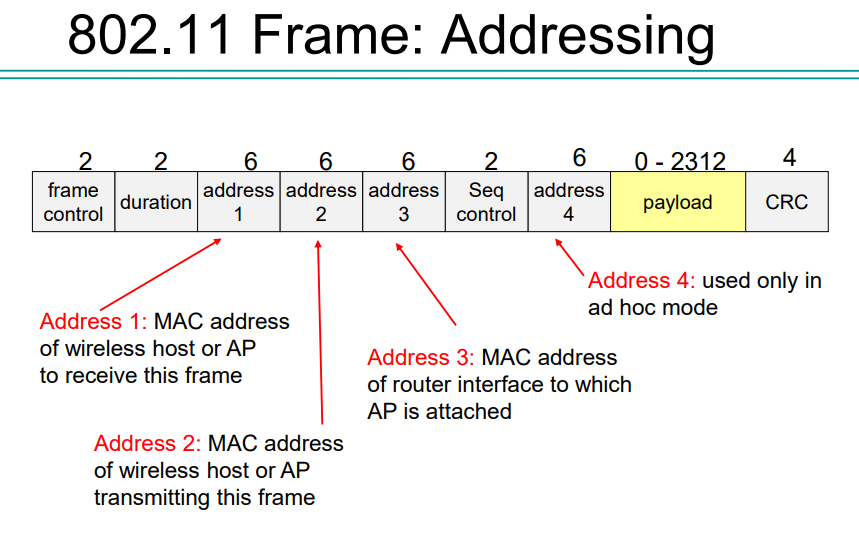 802.11 Frame: Addressing
2 2 6 6 6 2 6 0 - 2312 4
frame control
duration
address 1
address 2
address 3
Seq control
address 4
payload
CRC
Address 1: MAC address
of wireless host or AP
to receive this frame
Address 2: MAC address
of wireless host or AP
transmitting this frame
Address 3: MAC address
of router interface to which
AP is attached
Address 4: used only in
ad hoc mode